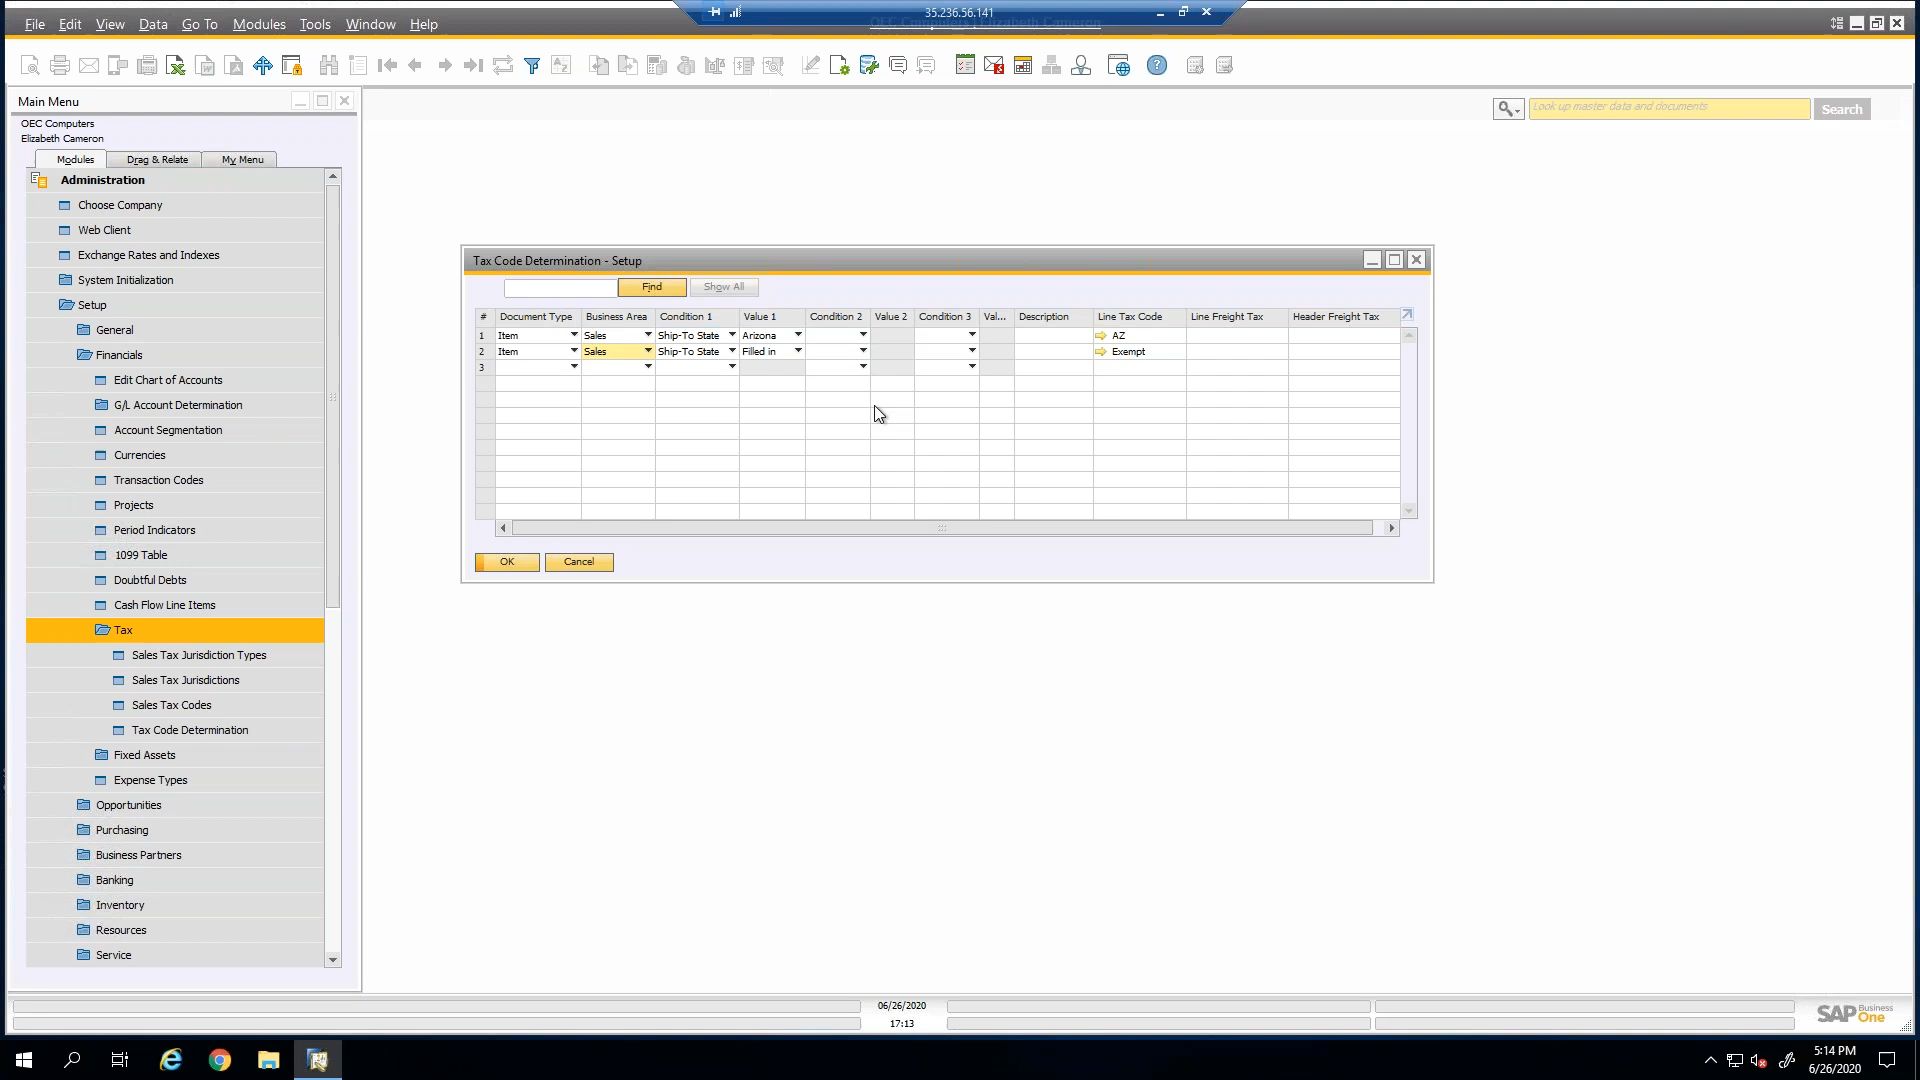 35.236.56.141
File Edit View Data Go To Modules Tools Window Help
OEC Computers | Elizabeth Cameron
Main Menu
OEC Computers
Elizabeth Cameron
Modules Drag & Relate My Menu
Look up master data and documents
Search
Administration
Choose Company
Web Client
Exchange Rates and Indexes
System Initialization
Setup
General
Financials
Edit Chart of Accounts
G/L Account Determination
Account Segmentation
Currencies
Transaction Codes
Projects
Period Indicators
1099 Table
Doubtful Debts
Cash Flow Line Items
Tax
Sales Tax Jurisdiction Types
Sales Tax Jurisdictions
Sales Tax Codes
Tax Code Determination
Fixed Assets
Expense Types
Opportunities
Purchasing
Business Partners
Banking
Inventory
Resources
Service
Tax Code Determination - Setup
Find Show All
# Document Type Business Area Condition 1 Value 1 Condition 2 Value 2 Condition 3 Val... Description Line Tax Code Line Freight Tax Header Freight Tax
1 Item Sales Ship-To State Arizona AZ
2 Item Sales Ship-To State Filled in Exempt
3
OK Cancel
06/26/2020
17:13
SAP Business One
5:14 PM
6/26/2020